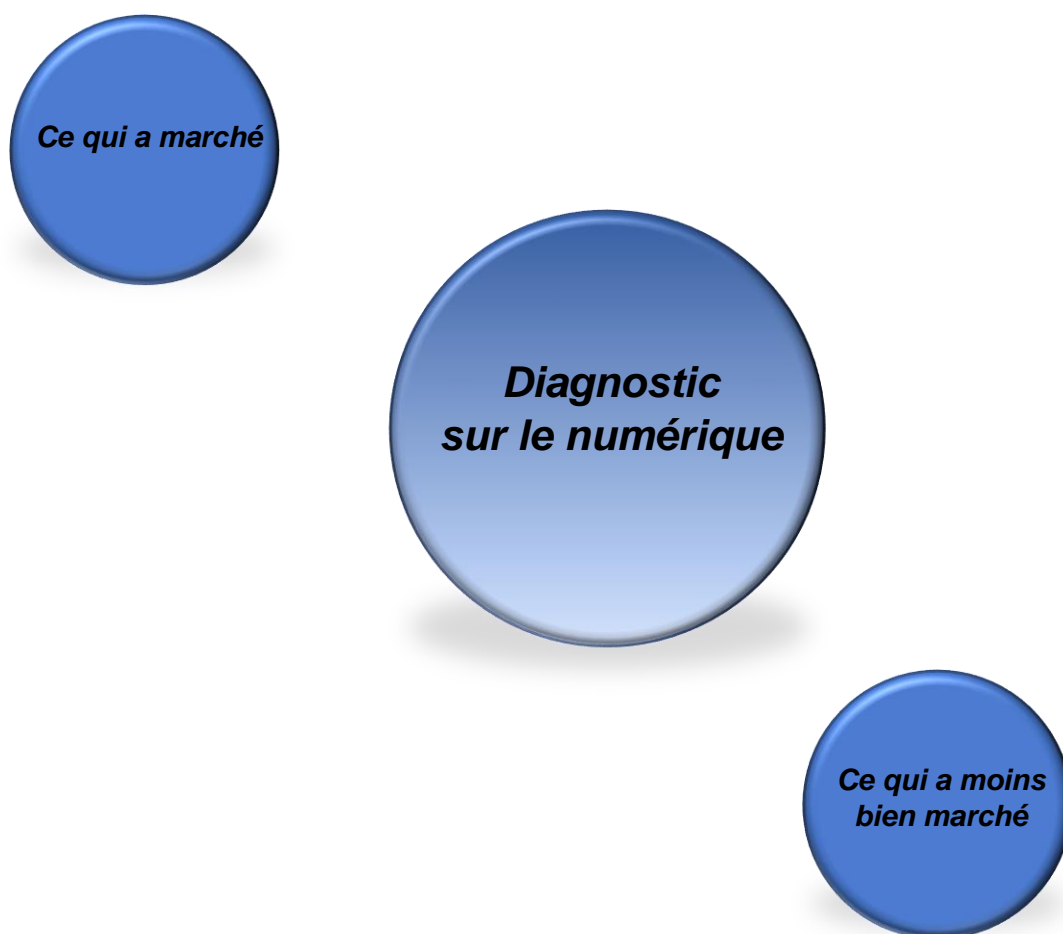 Ce qui a marché
Diagnostic
sur le numérique
Ce qui a moins
bien marché